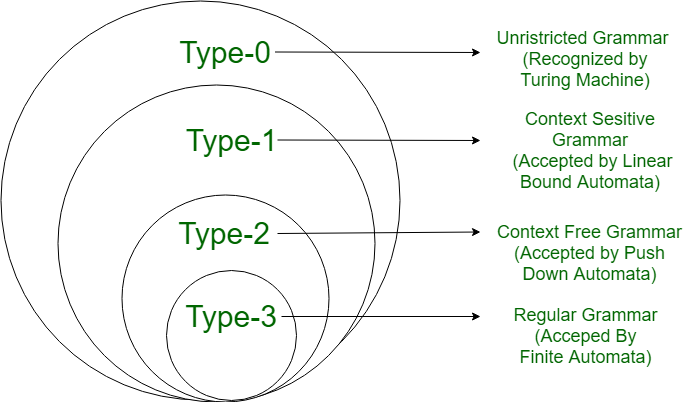 Type-0
Unristricted Grammar
(Recognized by
Turing Machine)
Type-1
Context Sesitive
Grammar
(Accepted by Linear
Bound Automata)
Type-2
Context Free Grammar
(Accepted by Push
Down Automata)
Type-3
Regular Grammar
(Acceped By
Finite Automata)